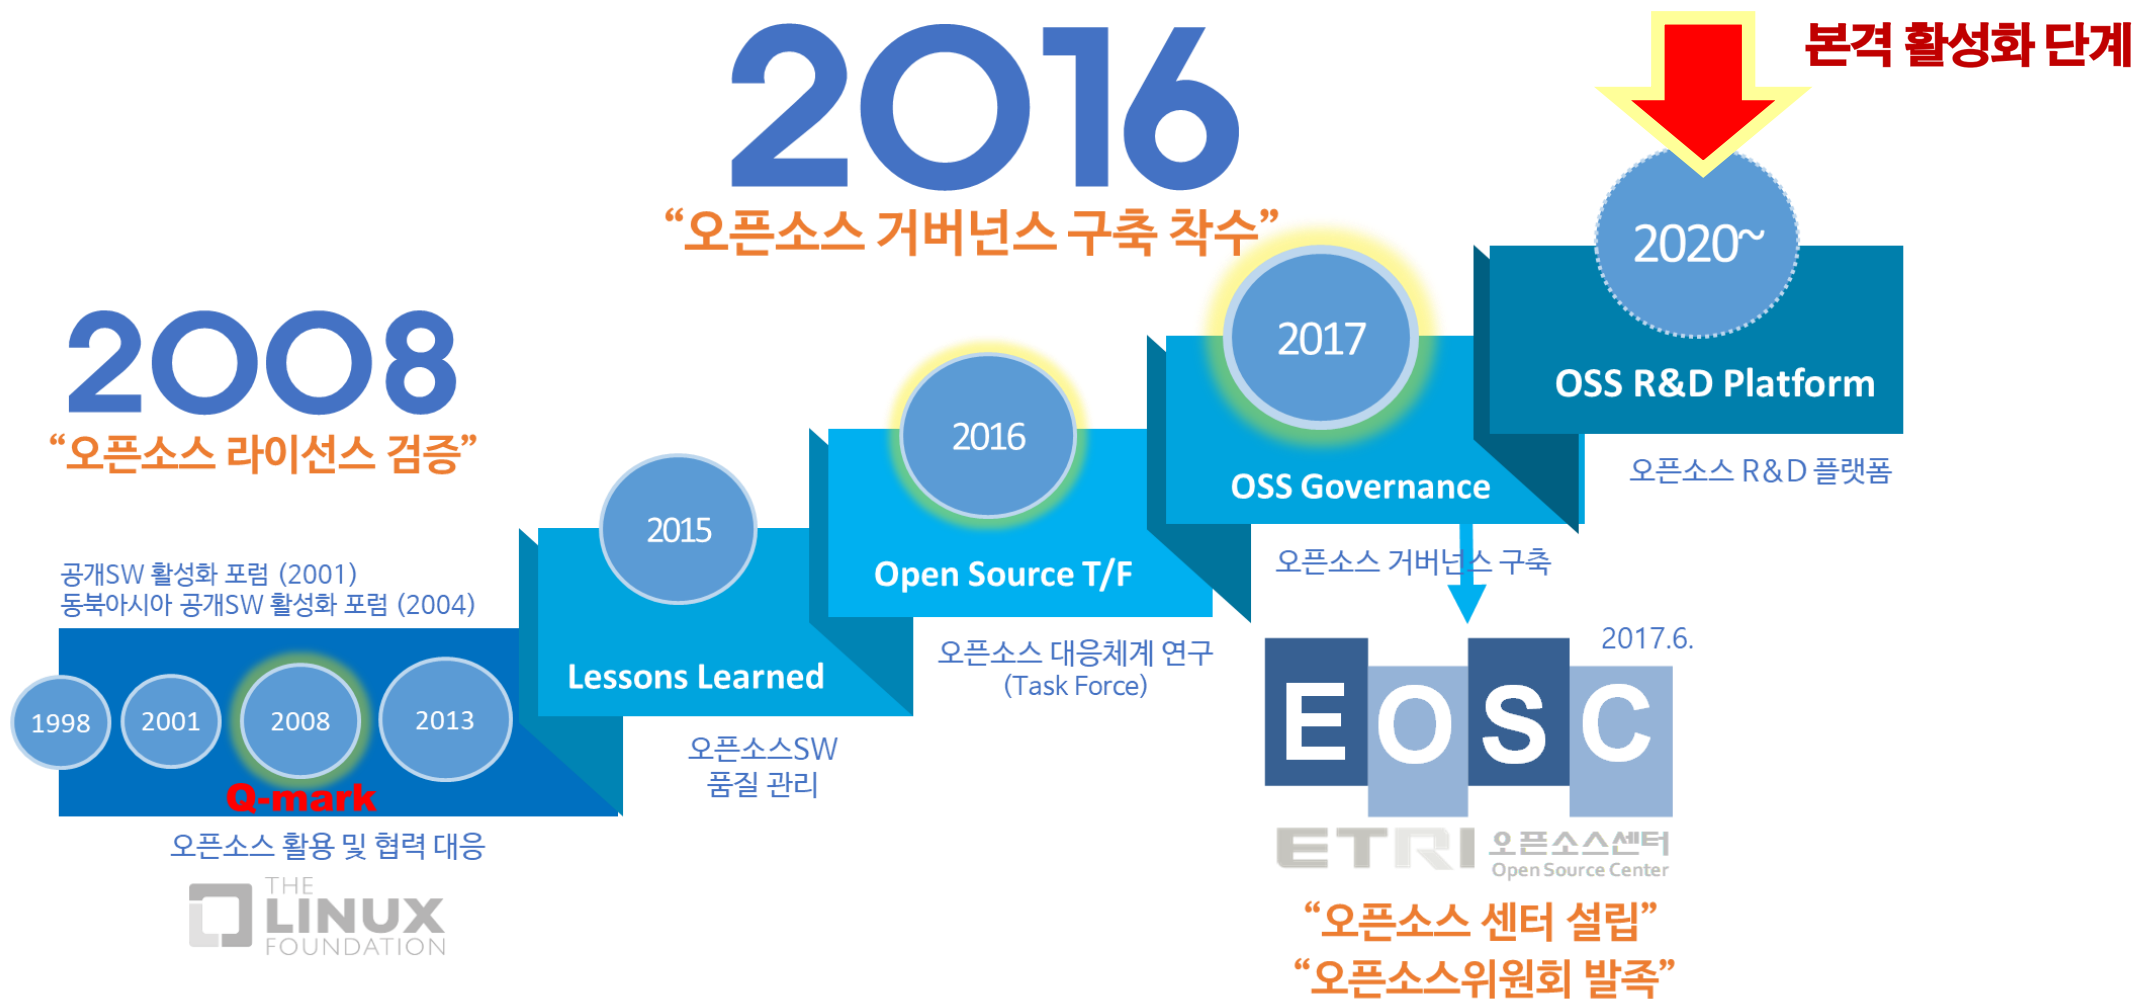 본격 활성화 단계
2016
“오픈소스 거버넌스 구축 착수”
2008
“오픈소스 라이선스 검증”
공개SW 활성화 포럼 (2001)
동북아시아 공개SW 활성화 포럼 (2004)
1998
2001
2008
2013
Q-mark
오픈소스 활용 및 협력 대응
THE
LINUX
FOUNDATION
2015
Lessons Learned
오픈소스SW
품질 관리
2016
Open Source T/F
오픈소스 대응체계 연구
(Task Force)
2017
OSS Governance
오픈소스 거버넌스 구축
2017.6.
EOSC
ETRI 오픈소스센터
Open Source Center
“오픈소스 센터 설립”
“오픈소스위원회 발족”
2020~
OSS R&D Platform
오픈소스 R&D 플랫폼